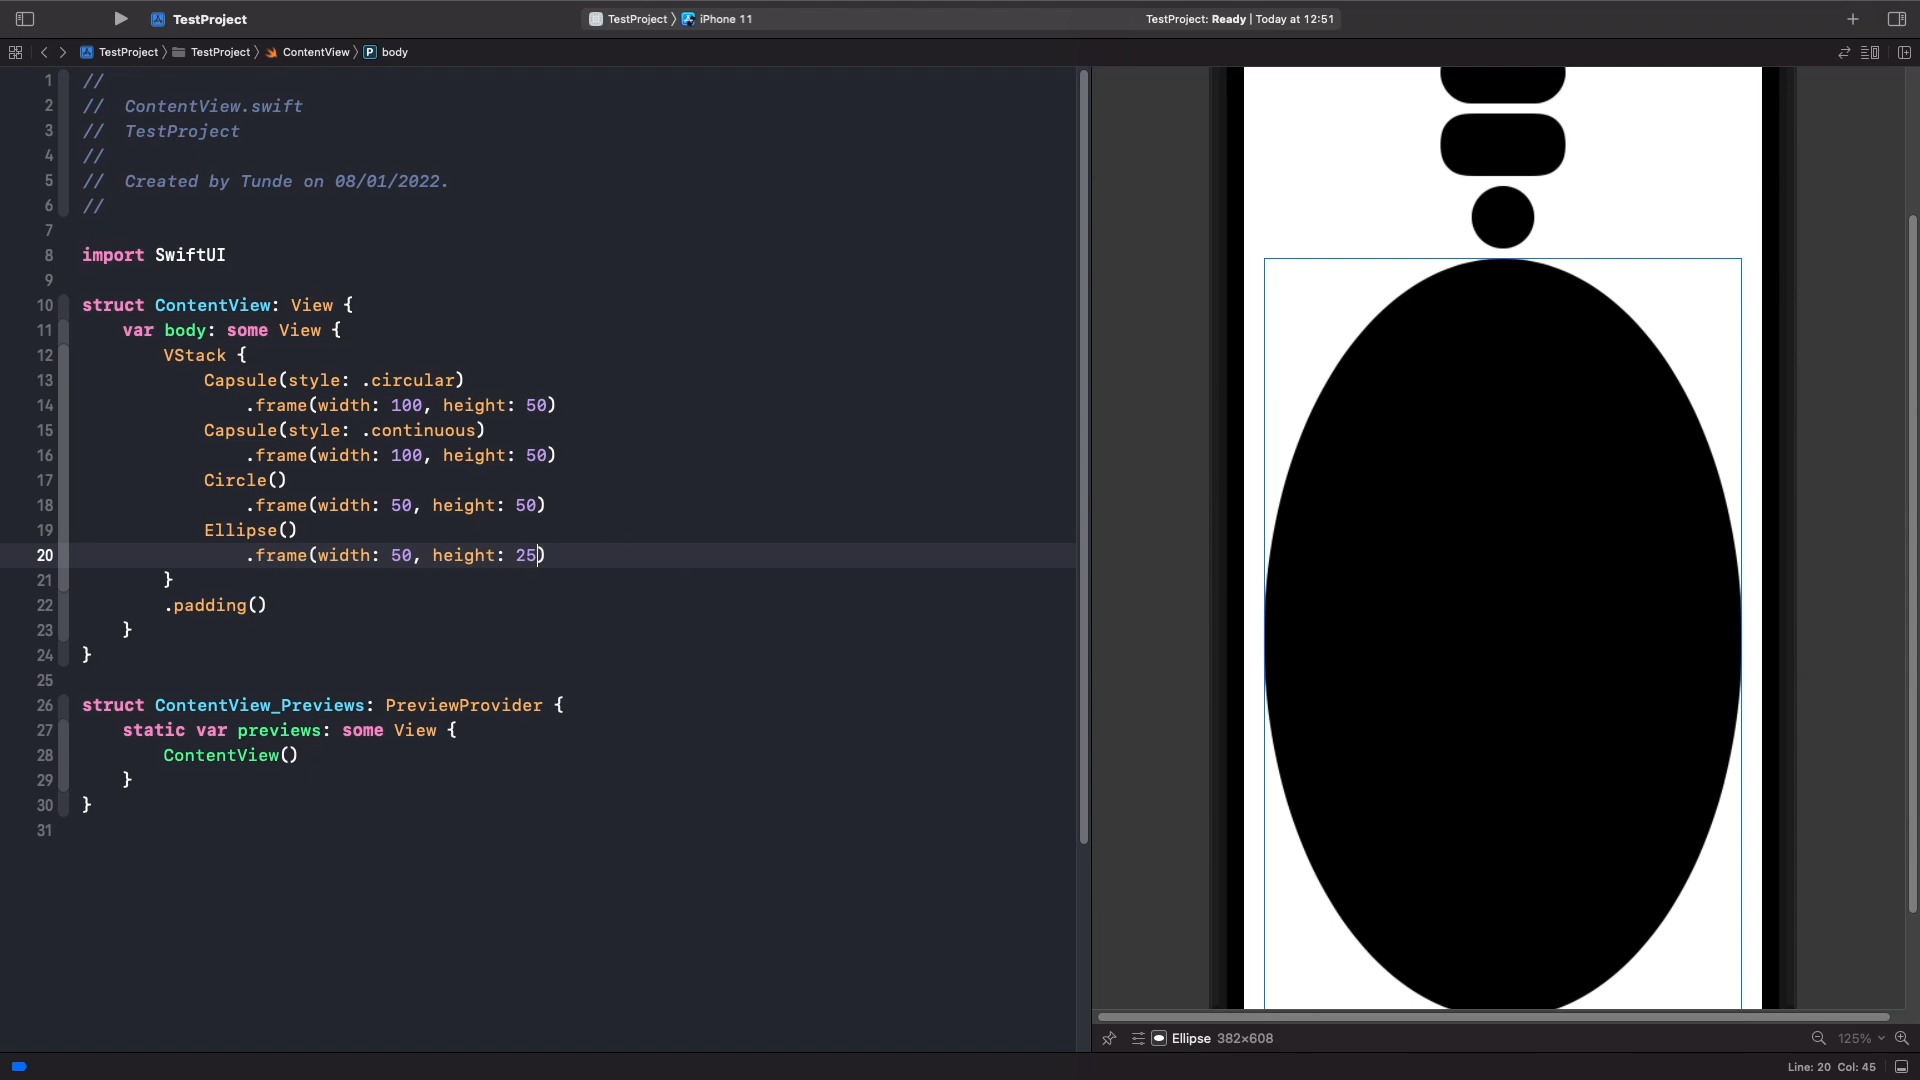 TestProject
TestProject 〉 iPhone 11
TestProject: Ready | Today at 12:51
TestProject 〉 TestProject 〉 ContentView 〉 P body
1 //
2 //  ContentView.swift
3 //  TestProject
4 //
5 //  Created by Tunde on 08/01/2022.
6 //
7
8 import SwiftUI
9
10 struct ContentView: View {
11     var body: some View {
12         VStack {
13             Capsule(style: .circular)
14                 .frame(width: 100, height: 50)
15             Capsule(style: .continuous)
16                 .frame(width: 100, height: 50)
17             Circle()
18                 .frame(width: 50, height: 50)
19             Ellipse()
20                 .frame(width: 50, height: 25)
21         }
22         .padding()
23     }
24 }
25
26 struct ContentView_Previews: PreviewProvider {
27     static var previews: some View {
28         ContentView()
29     }
30 }
31
Ellipse 382×608
125%
Line: 20 Col: 45